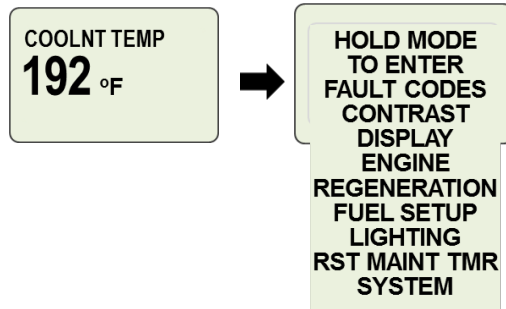 COOLNT TEMP
192 °F
HOLD MODE
TO ENTER
FAULT CODES
CONTRAST
DISPLAY
ENGINE
REGENERATION
FUEL SETUP
LIGHTING
RST MAINT TMR
SYSTEM